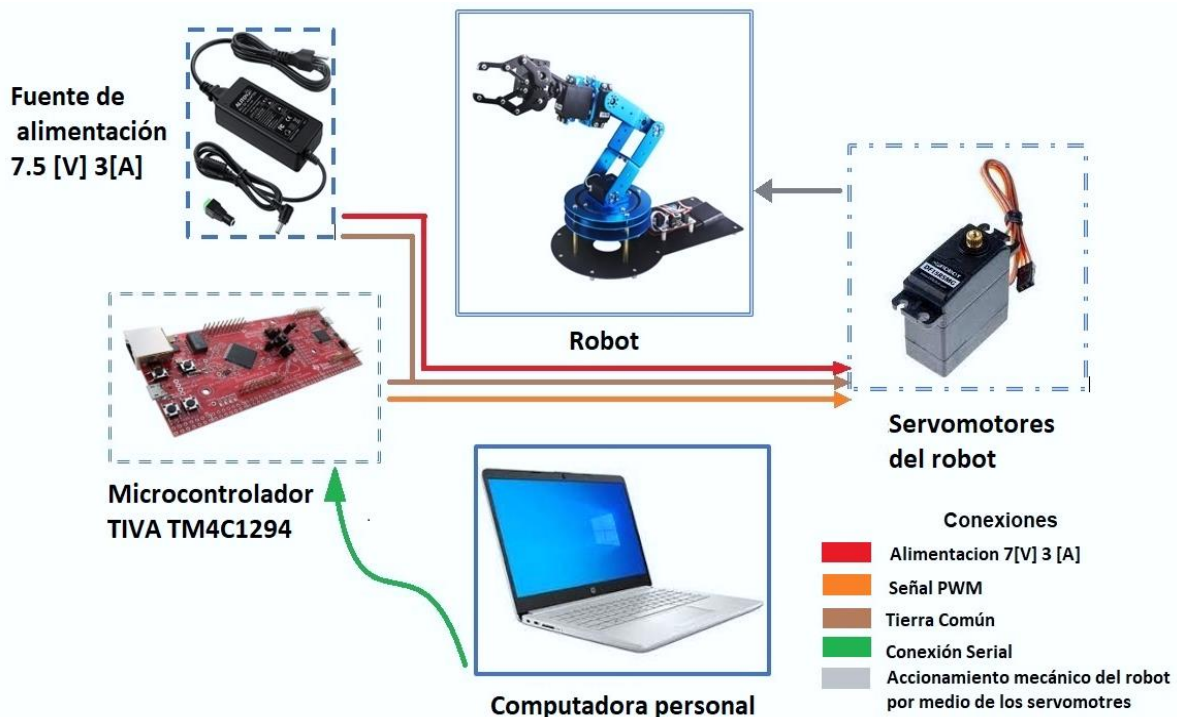 Fuente de
alimentación
7.5 [V] 3[A]
Robot
Servomotores
del robot
Microcontrolador
TIVA TM4C1294
Computadora personal
Conexiones
Alimentacion 7[V] 3 [A]
Señal PWM
Tierra Común
Conexión Serial
Accionamiento mecánico del robot
por medio de los servomotres